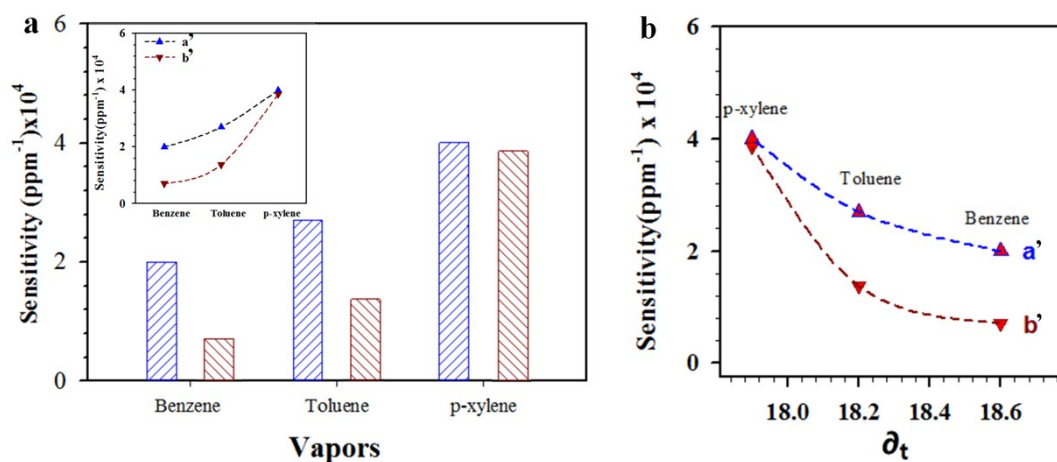 a
Sensitivity (ppm⁻¹)x10⁴
6
4
2
0
Benzene
Toluene
p-xylene
Vapors
Sensitivity(ppm⁻¹) x 10⁴
6
4
2
0
a’
b’
Benzene
Toluene
p-xylene
b
Sensitivity(ppm⁻¹) x 10⁴
6
4
2
0
p-xylene
Toluene
Benzene
a’
b’
18.0
18.2
18.4
18.6
∂t